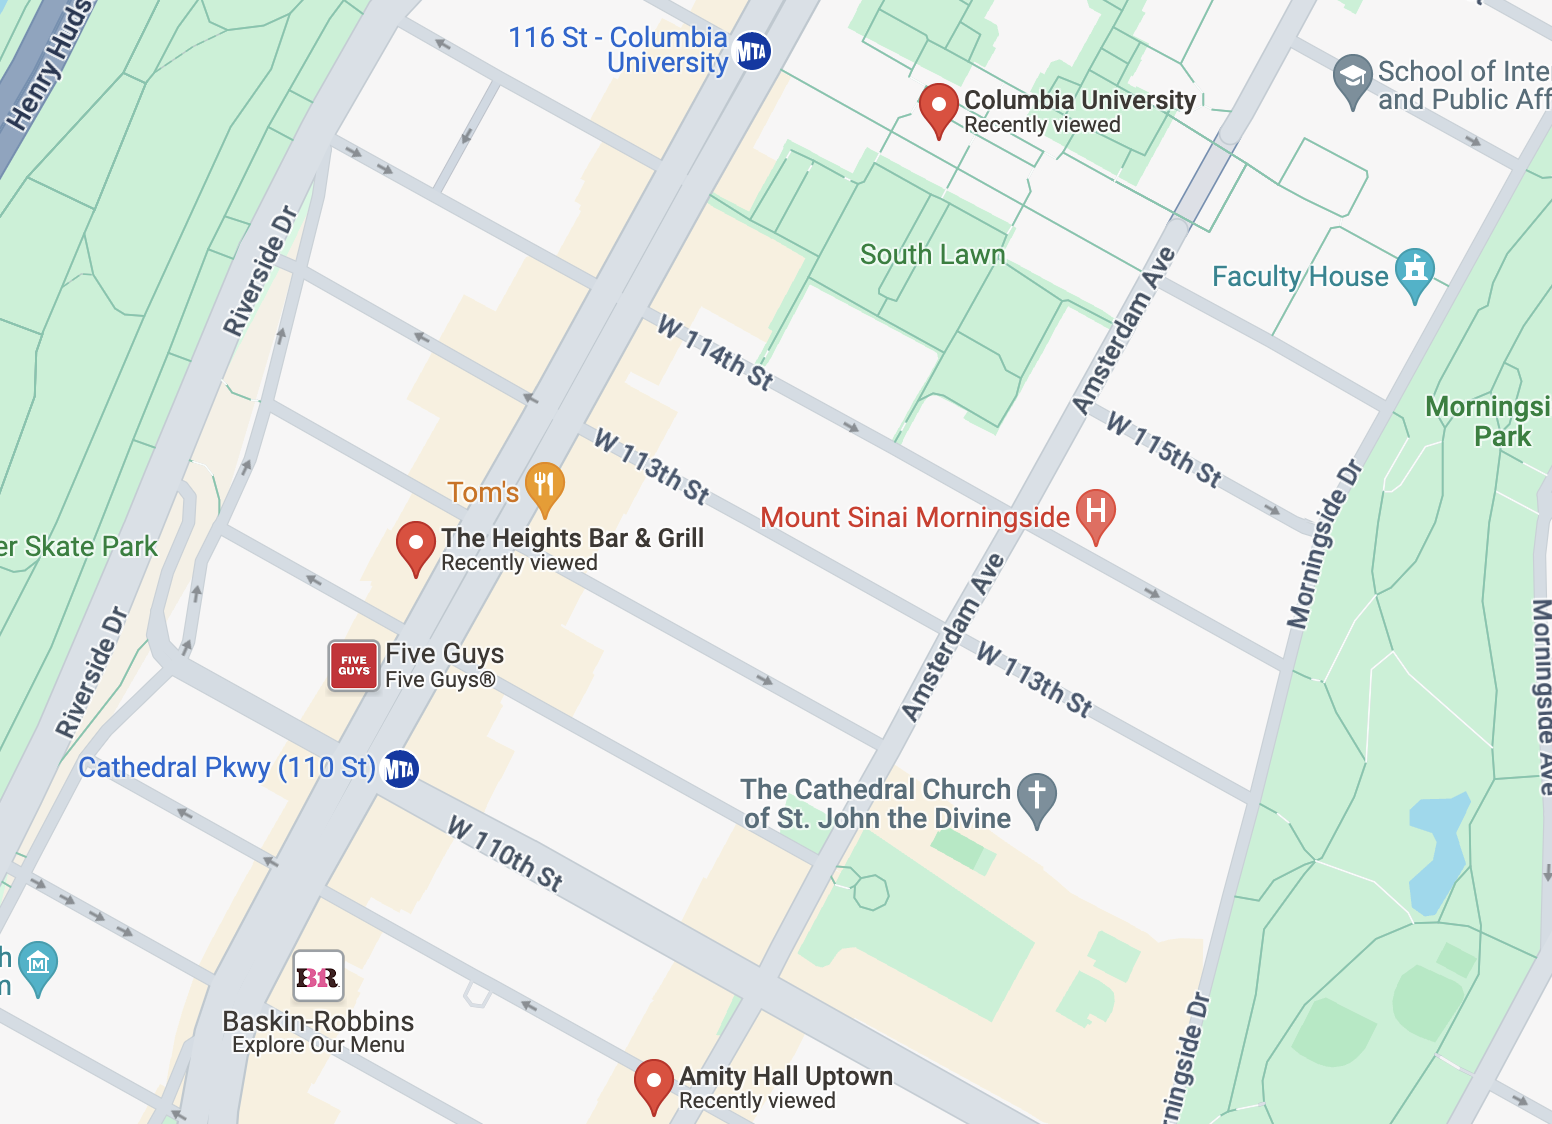 Henry Huds
116 St - Columbia
University
MTA
Columbia University
Recently viewed
School of Inte
and Public Aff
Riverside Dr
South Lawn
Amsterdam Ave
Faculty House
W 114th St
W 113th St
W 115th St
Morningsi
Park
Tom's
Mount Sinai Morningside
H
The Heights Bar & Grill
Recently viewed
er Skate Park
Morningside Dr
Amsterdam Ave
Riverside Dr
FIVE
GUYS
Five Guys
Five Guys®
W 113th St
Morningside Ave
Cathedral Pkwy (110 St)
MTA
The Cathedral Church
of St. John the Divine
W 110th St
h
m
M
BR
Baskin-Robbins
Explore Our Menu
rningside Dr
Amity Hall Uptown
Recently viewed